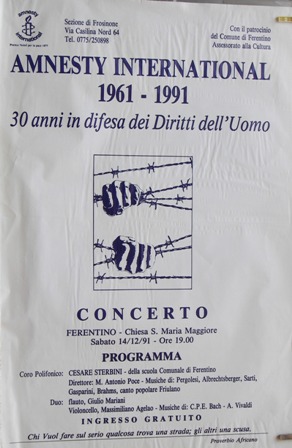 amnesty
international
Sezione di Frosinone
Via Casilina Nord 64
Tel. 0775/250898
Con il patrocinio
del Comune di Ferentino
Assessorato alla Cultura
AMNESTY INTERNATIONAL
1961 - 1991
30 anni in difesa dei Diritti dell'Uomo
CONCERTO
FERENTINO - Chiesa S. Maria Maggiore
Sabato 14/12/91 - Ore 19.00
PROGRAMMA
Coro Polifonico: CESARE STERBINI - della scuola Comunale di Ferentino
Direttore: M. Antonio Poce - Musiche di: Pergolesi, Albrechtsberger, Sarti,
Gasparini, Brahms, canto popolare Friulano
Duo: flauto, Giulio Mariani
Violoncello, Massimiliano Agelao - Musiche di: C.P.E. Bach - A. Vivaldi
INGRESSO GRATUITO
Chi Vuol fare sul serio qualcosa trova una strada; gli altri una scusa.
Proverbio Africano